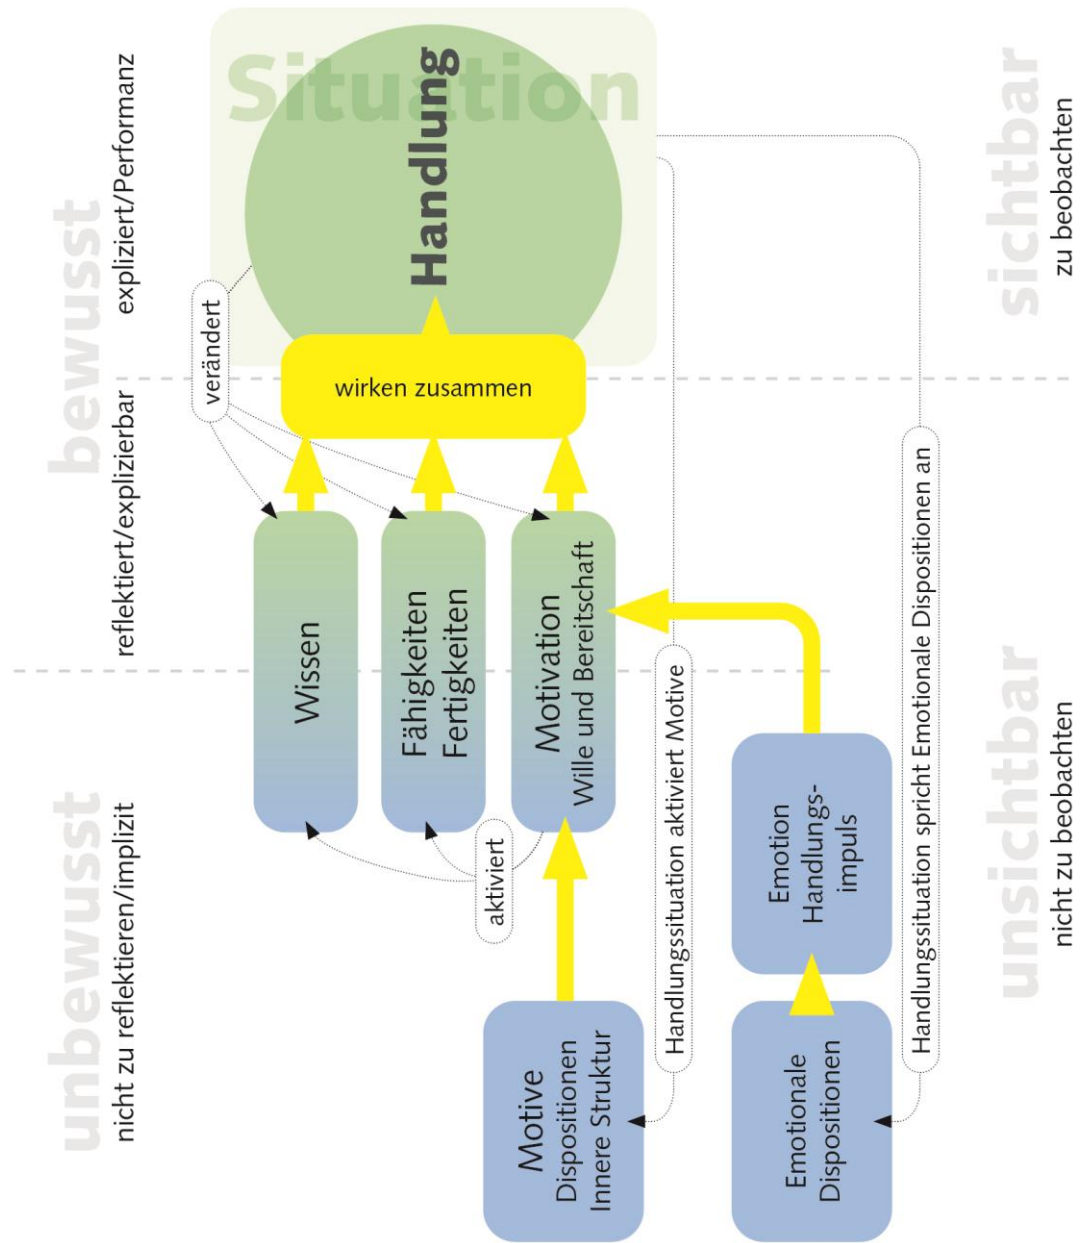 unbewusst
nicht zu reflektieren/implizit
bewusst
reflektiert/explizierbar
expliziert/Performanz
verändert
Situation
Handlung
wirken zusammen
Wissen
Fähigkeiten
Fertigkeiten
Motivation
Wille und Bereitschaft
aktiviert
Motive
Dispositionen
Innere Struktur
Handlungssituation aktiviert Motive
Emotionale
Dispositionen
Emotion
Handlungs-
impuls
Handlungssituation spricht Emotionale Dispositionen an
unsichtbar
nicht zu beobachten
sichtbar
zu beobachten